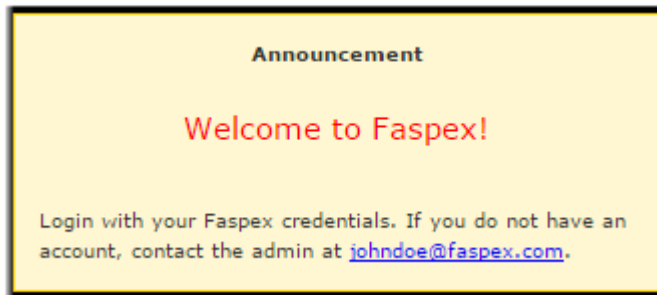 Announcement
Welcome to Faspex!
Login with your Faspex credentials. If you do not have an
account, contact the admin at johndoe@faspex.com.